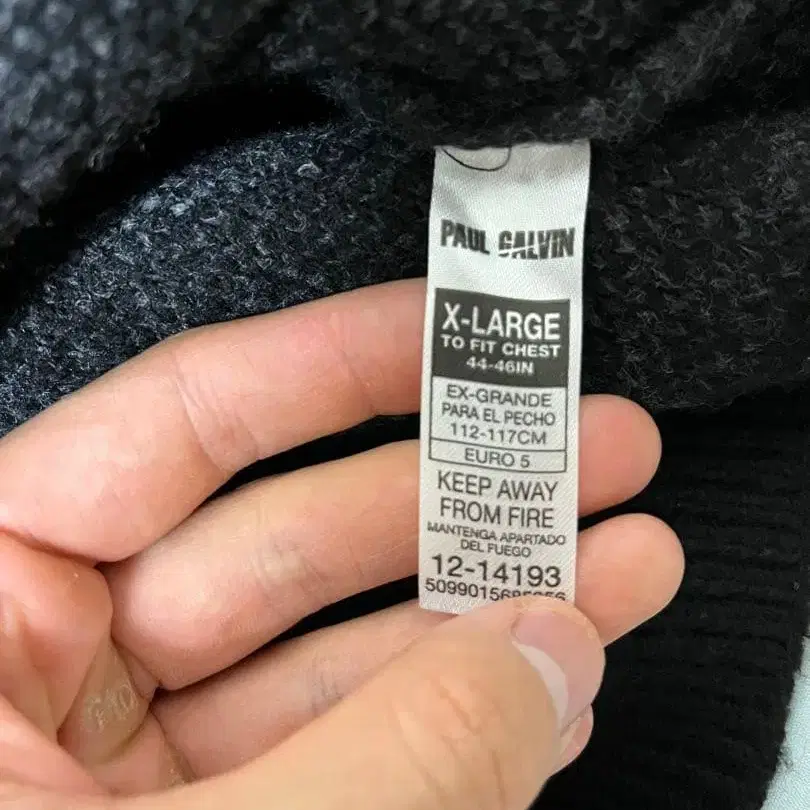 PAUL GALVIN
X-LARGE
TO FIT CHEST
44-46IN
EX-GRANDE
PARA EL PECHO
112-117CM
EURO 5
KEEP AWAY
FROM FIRE
MANTENGA APARTADO
DEL FUEGO
12-14193